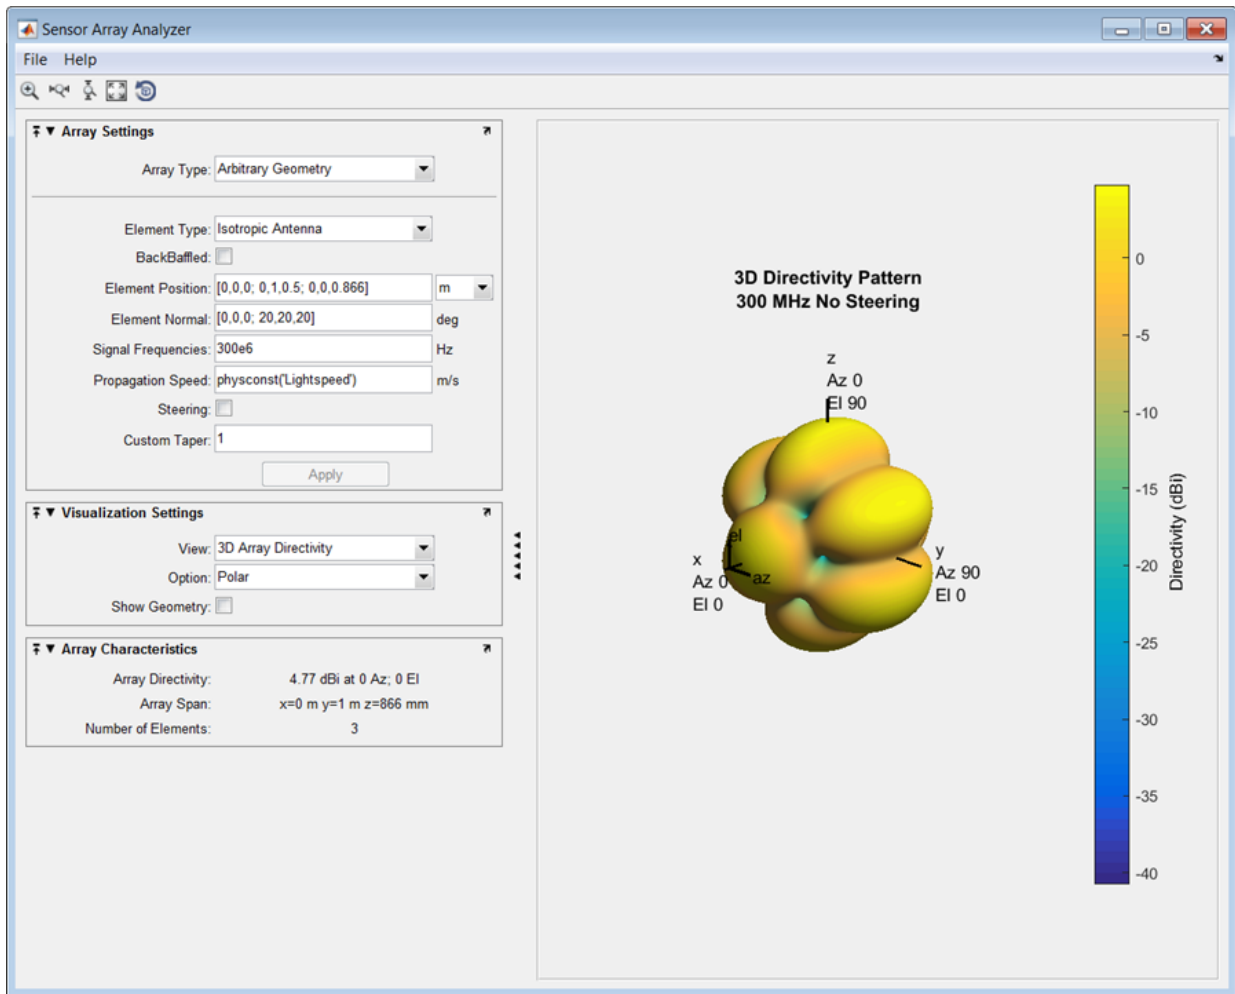 Sensor Array Analyzer
File Help
Array Settings
Array Type: Arbitrary Geometry
Element Type: Isotropic Antenna
BackBaffled:
Element Position: [0,0,0; 0,1,0.5; 0,0,0.866] m
Element Normal: [0,0,0; 20,20,20] deg
Signal Frequencies: 300e6 Hz
Propagation Speed: physconst('Lightspeed') m/s
Steering:
Custom Taper: 1
Apply
Visualization Settings
View: 3D Array Directivity
Option: Polar
Show Geometry:
Array Characteristics
Array Directivity: 4.77 dBi at 0 Az; 0 El
Array Span: x=0 m y=1 m z=866 mm
Number of Elements: 3
3D Directivity Pattern
300 MHz No Steering
z
Az 0
El 90
x
Az 0
El 0
el
az
y
Az 90
El 0
0
-5
-10
-15
-20
-25
-30
-35
-40
Directivity (dBi)